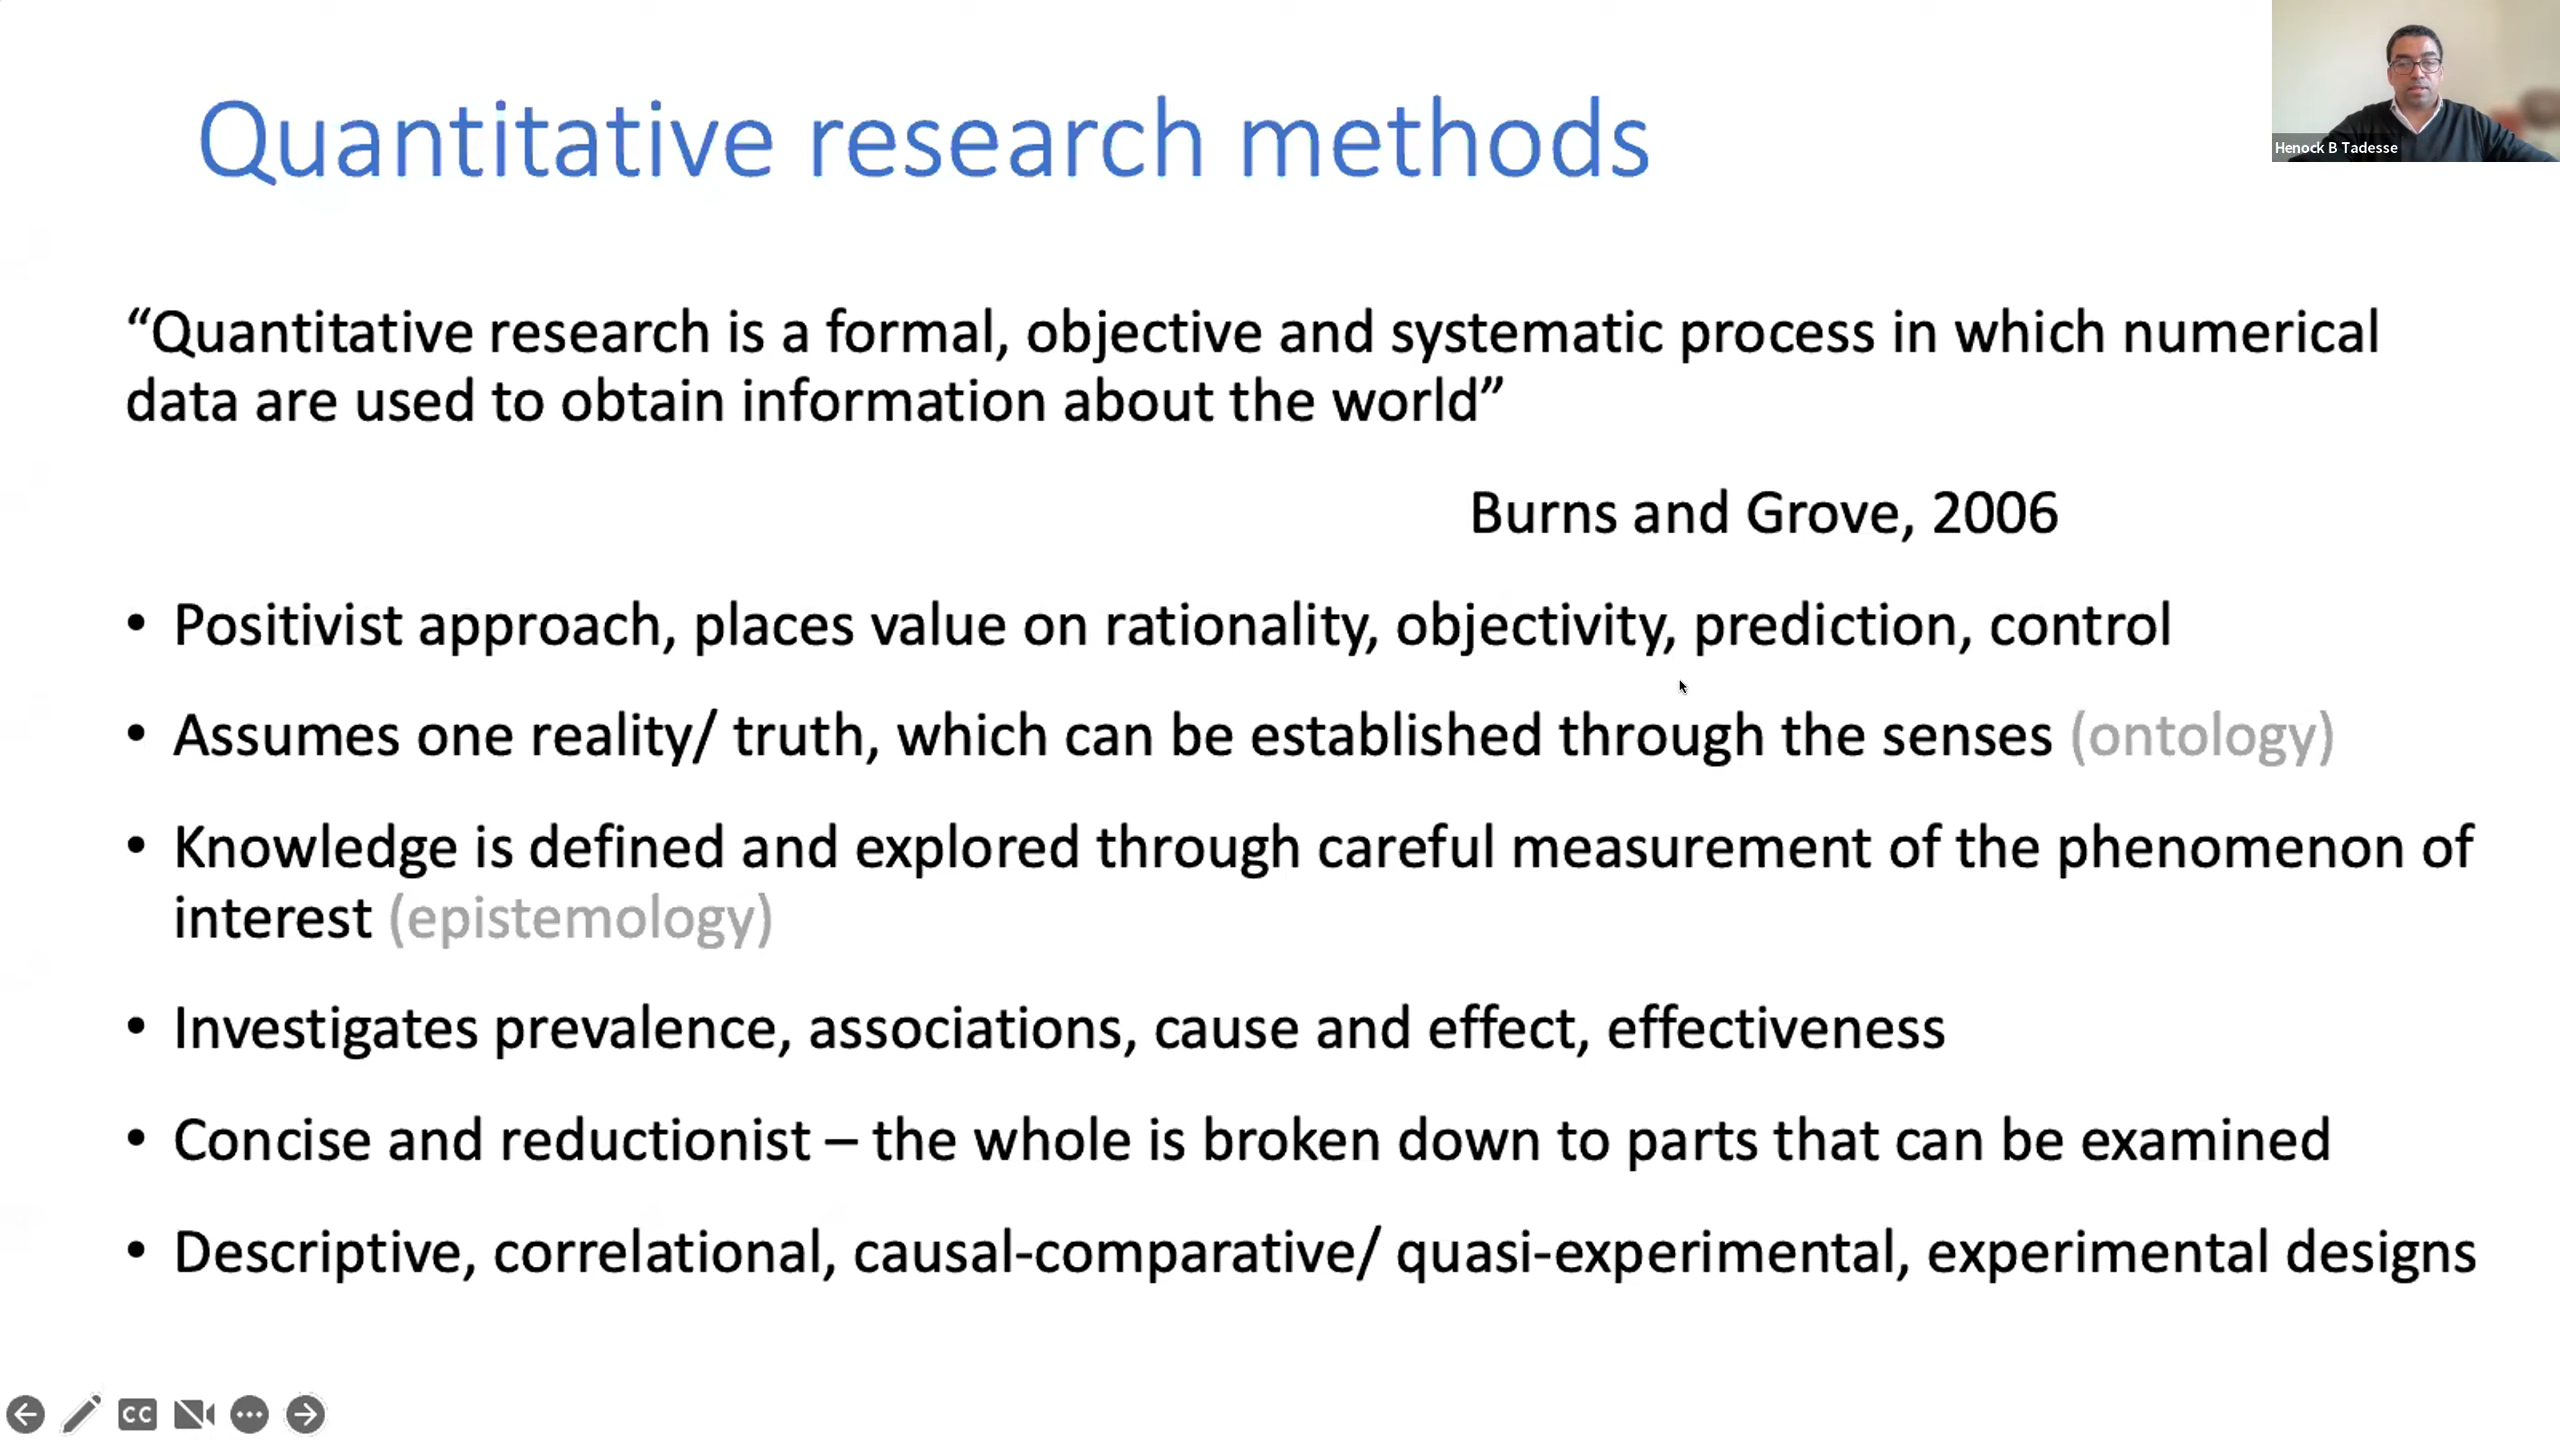 Quantitative research methods
Henock B Tadesse
“Quantitative research is a formal, objective and systematic process in which numerical
data are used to obtain information about the world”
Burns and Grove, 2006
• Positivist approach, places value on rationality, objectivity, prediction, control
• Assumes one reality/ truth, which can be established through the senses (ontology)
• Knowledge is defined and explored through careful measurement of the phenomenon of
interest (epistemology)
• Investigates prevalence, associations, cause and effect, effectiveness
• Concise and reductionist – the whole is broken down to parts that can be examined
• Descriptive, correlational, causal-comparative/ quasi-experimental, experimental designs
CC